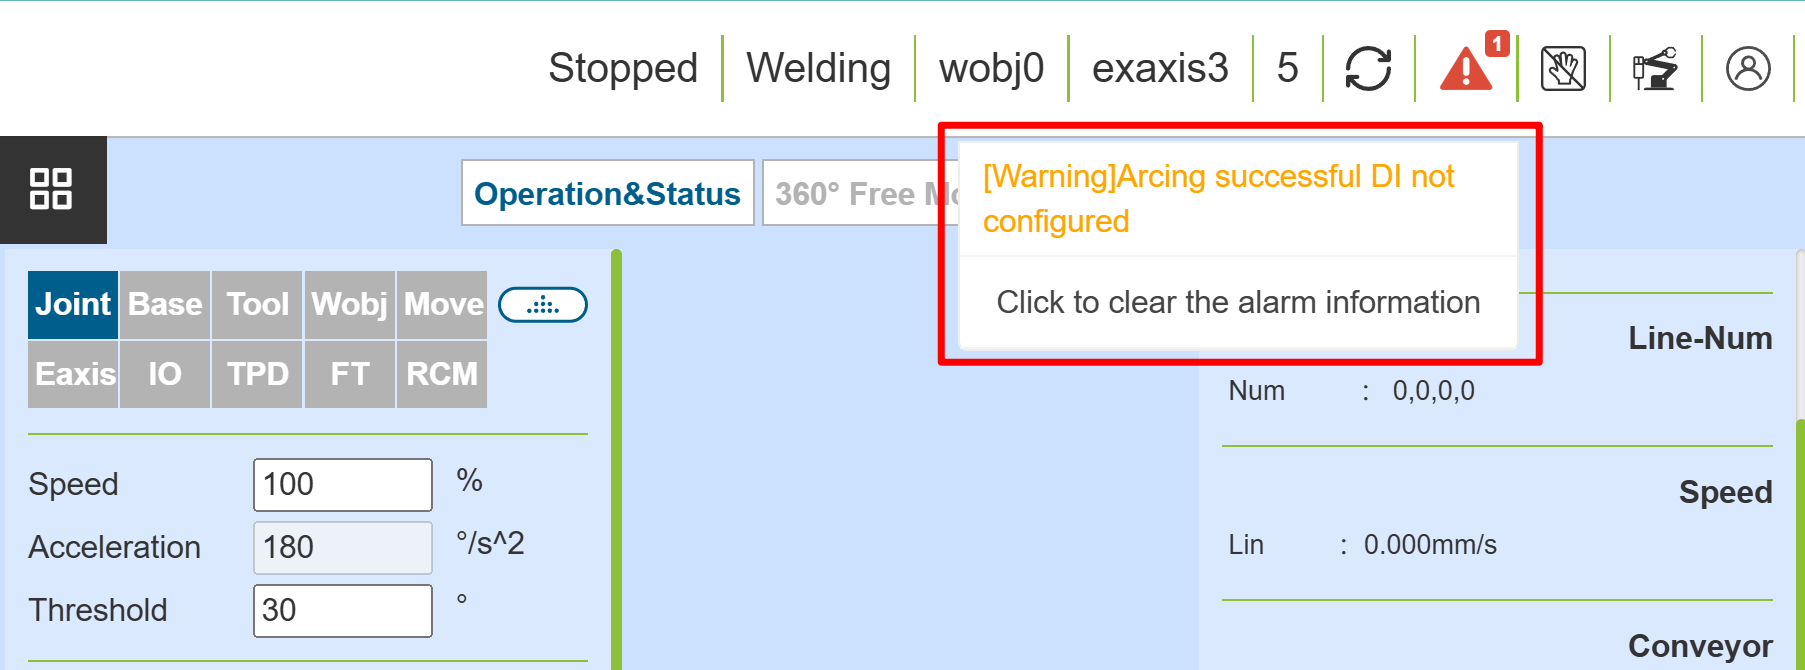 Stopped Welding wobj0 exaxis3 5 1
Operation&Status 360° Free
[Warning]Arcing successful DI not
configured
Click to clear the alarm information
Joint Base Tool Wobj Move
Eaxis IO TPD FT RCM
Speed 100 %
Acceleration 180 °/s^2
Threshold 30 °
Line-Num
Num : 0,0,0,0
Speed
Lin : 0.000mm/s
Conveyor